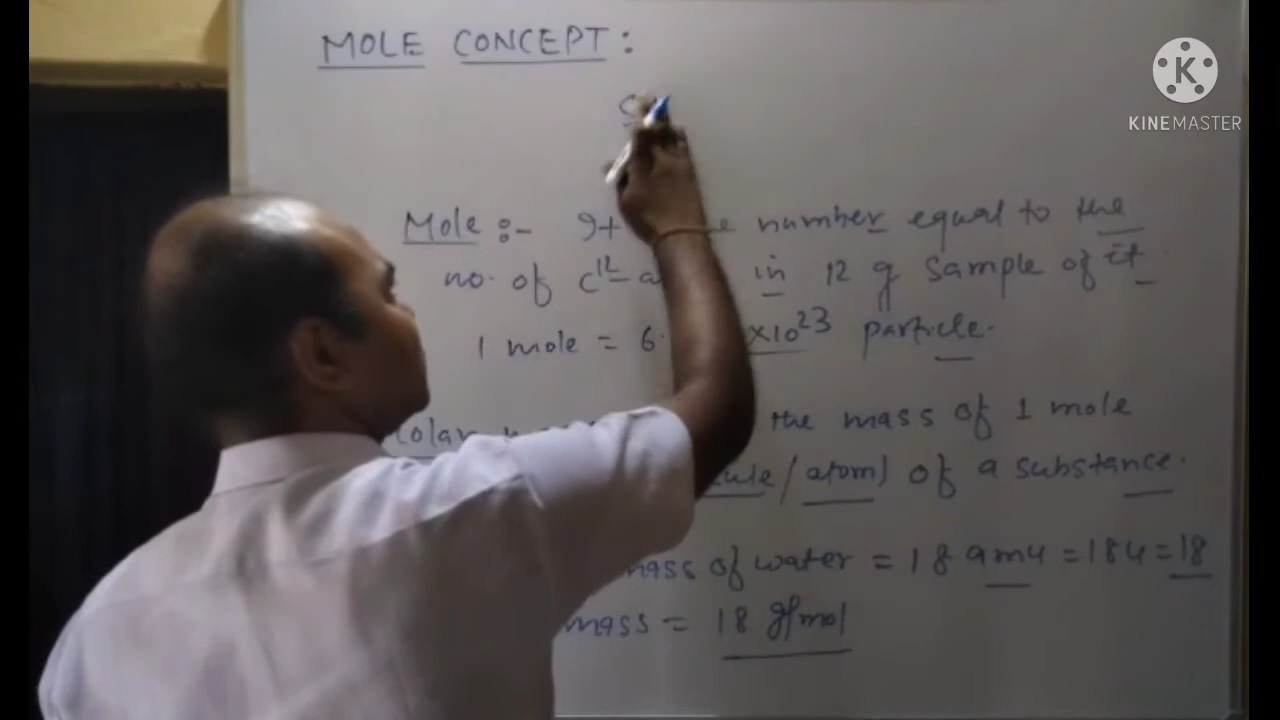 MOLE CONCEPT:
K
KINEMASTER
S
Mole :- It number equal to the
no. of C12 in 12 g sample of it
1 mole = 6. ×10²³ particle.
the mass of 1 mole
/ atom) of a substance.
mass of water = 18 amu = 18u = 18
mass = 18 g/mol